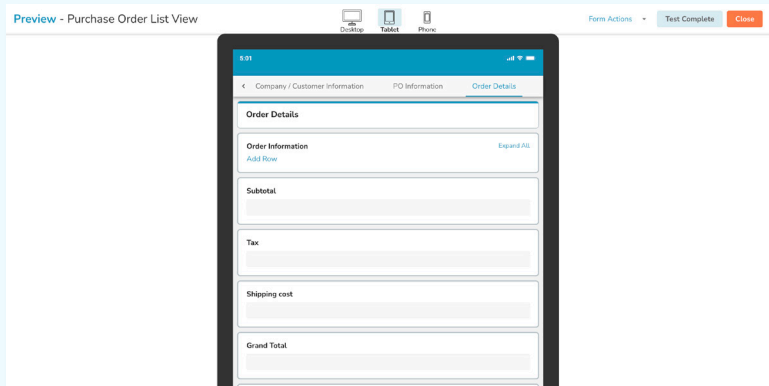 Preview - Purchase Order List View
Desktop
Tablet
Phone
Form Actions
Test Complete
Close
5:01
Company / Customer Information
PO Information
Order Details
Order Details
Order Information
Expand All
Add Row
Subtotal
Tax
Shipping cost
Grand Total